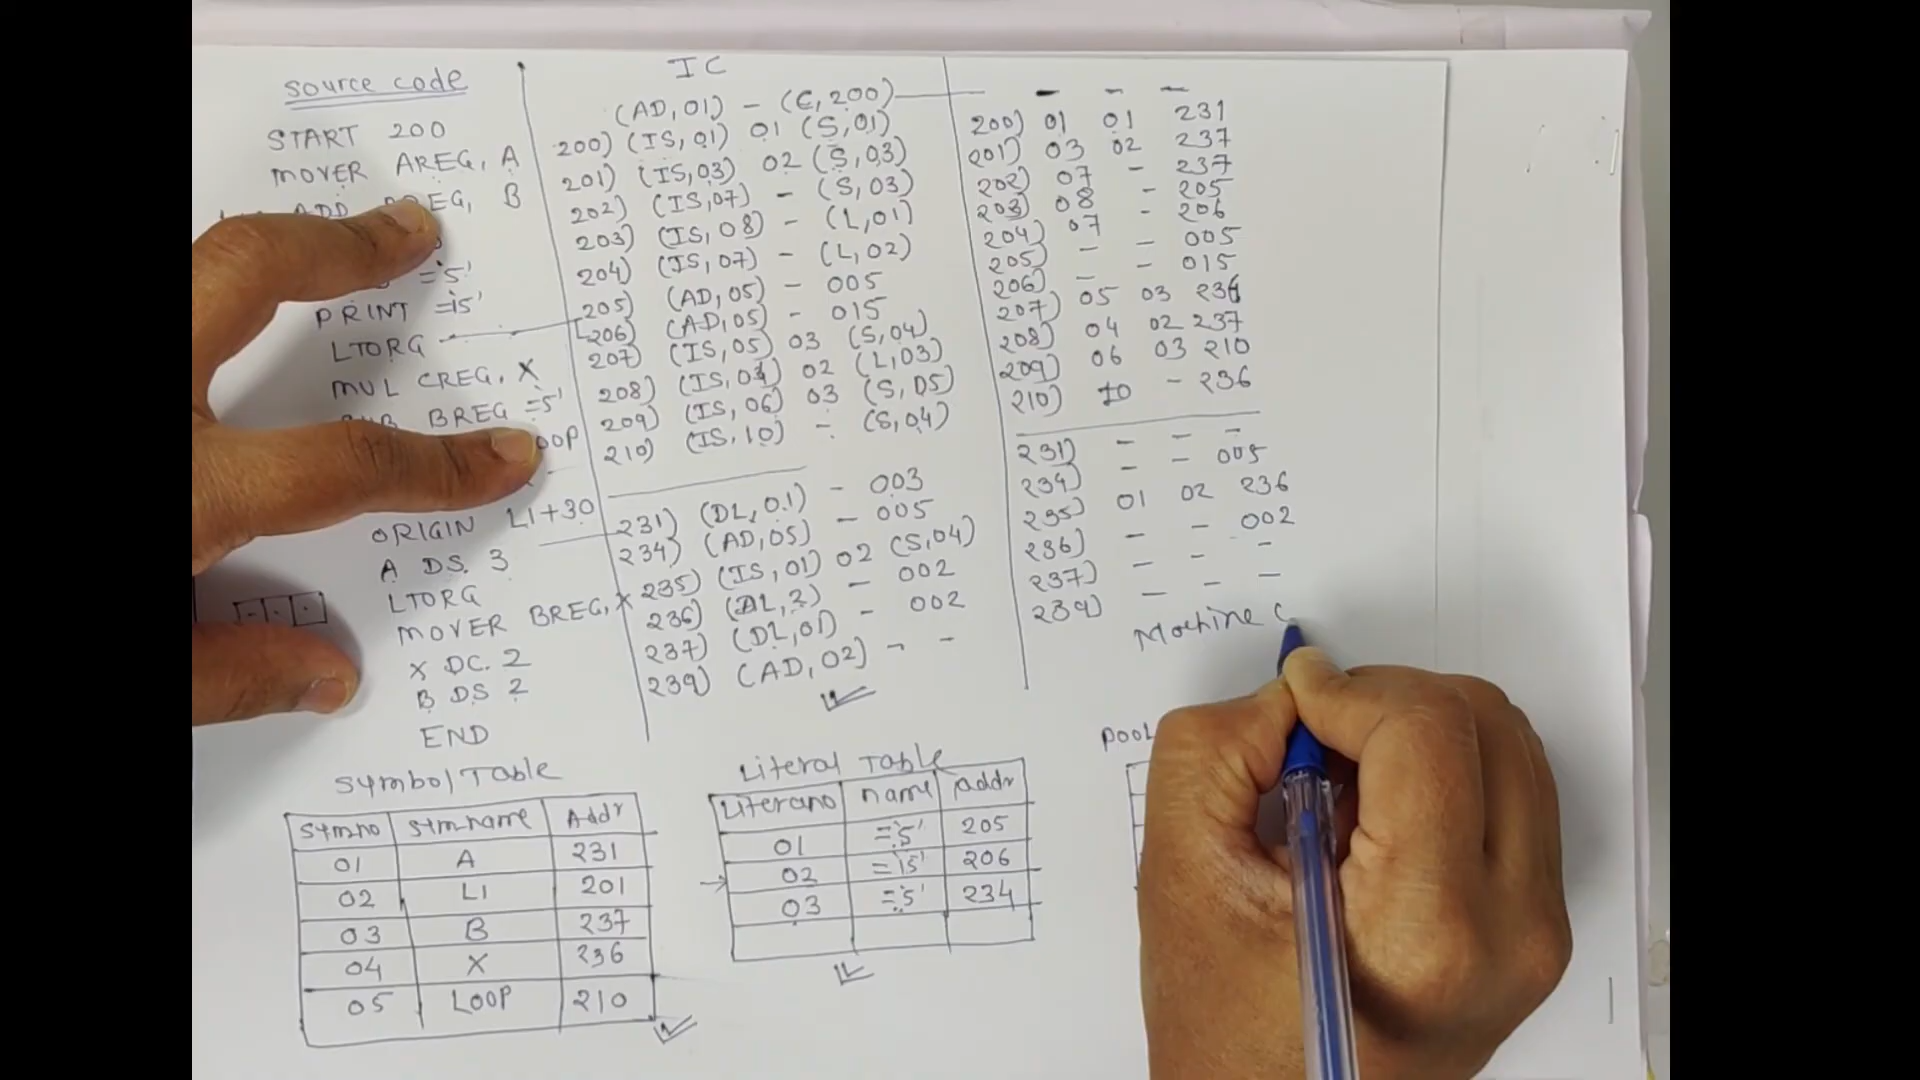 source code
START 200
MOVER AREG, A
ADD BREG, B
='5'
PRINT ='15'
LTORG
MUL CREG, X
BREG ='5'
LOOP
ORIGIN L1+30
A DS. 3
LTORG
MOVER BREG, X
X DC. 2
B DS 2
END
IC
(AD,01) - (C,200)
200) (IS,01) 01 (S,01)
201) (IS,03) 02 (S,03)
202) (IS,07) - (S,03)
203) (IS,08) - (L,01)
204) (IS,07) - (L,02)
205) (AD,05) - 005
206) (AD,05) - 015
207) (IS,05) 03 (S,04)
208) (IS,04) 02 (L,03)
209) (IS,06) 03 (S,05)
210) (IS,10) - (S,04)
231) (DL,01) - 003
234) (AD,05) - 005
235) (IS,01) 02 (S,04)
236) (DL,2) - 002
237) (DL,01) - 002
239) (AD,02) - -
- - -
200) 01 01 231
201) 03 02 237
202) 07 - 237
203) 08 - 205
204) 07 - 206
205) - - 005
206) - - 015
207) 05 03 236
208) 04 02 237
209) 06 03 210
210) 10 - 236
231) - - -
234) - - 005
235) 01 02 236
236) - - 002
237) - - -
239) - - -
Machine C
Symbol Table
Sym.no Sym-name Addr
01 A 231
02 L1 201
03 B 237
04 X 236
05 LOOP 210
Literal Table
Literano name Addr
01 ='5' 205
02 ='15' 206
03 ='5' 234
POOL